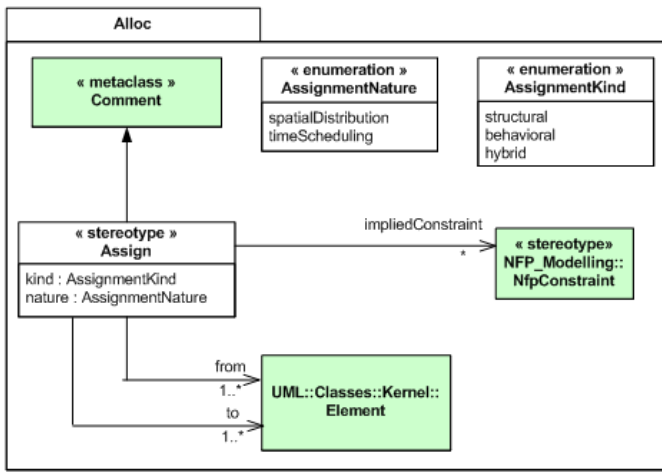 Alloc
« metaclass »
Comment
« enumeration »
AssignmentNature
spatialDistribution
timeScheduling
« enumeration »
AssignmentKind
structural
behavioral
hybrid
« stereotype »
Assign
kind : AssignmentKind
nature : AssignmentNature
impliedConstraint
*
« stereotype»
NFP_Modelling::
NfpConstraint
from
1..*
to
1..*
UML::Classes::Kernel::
Element